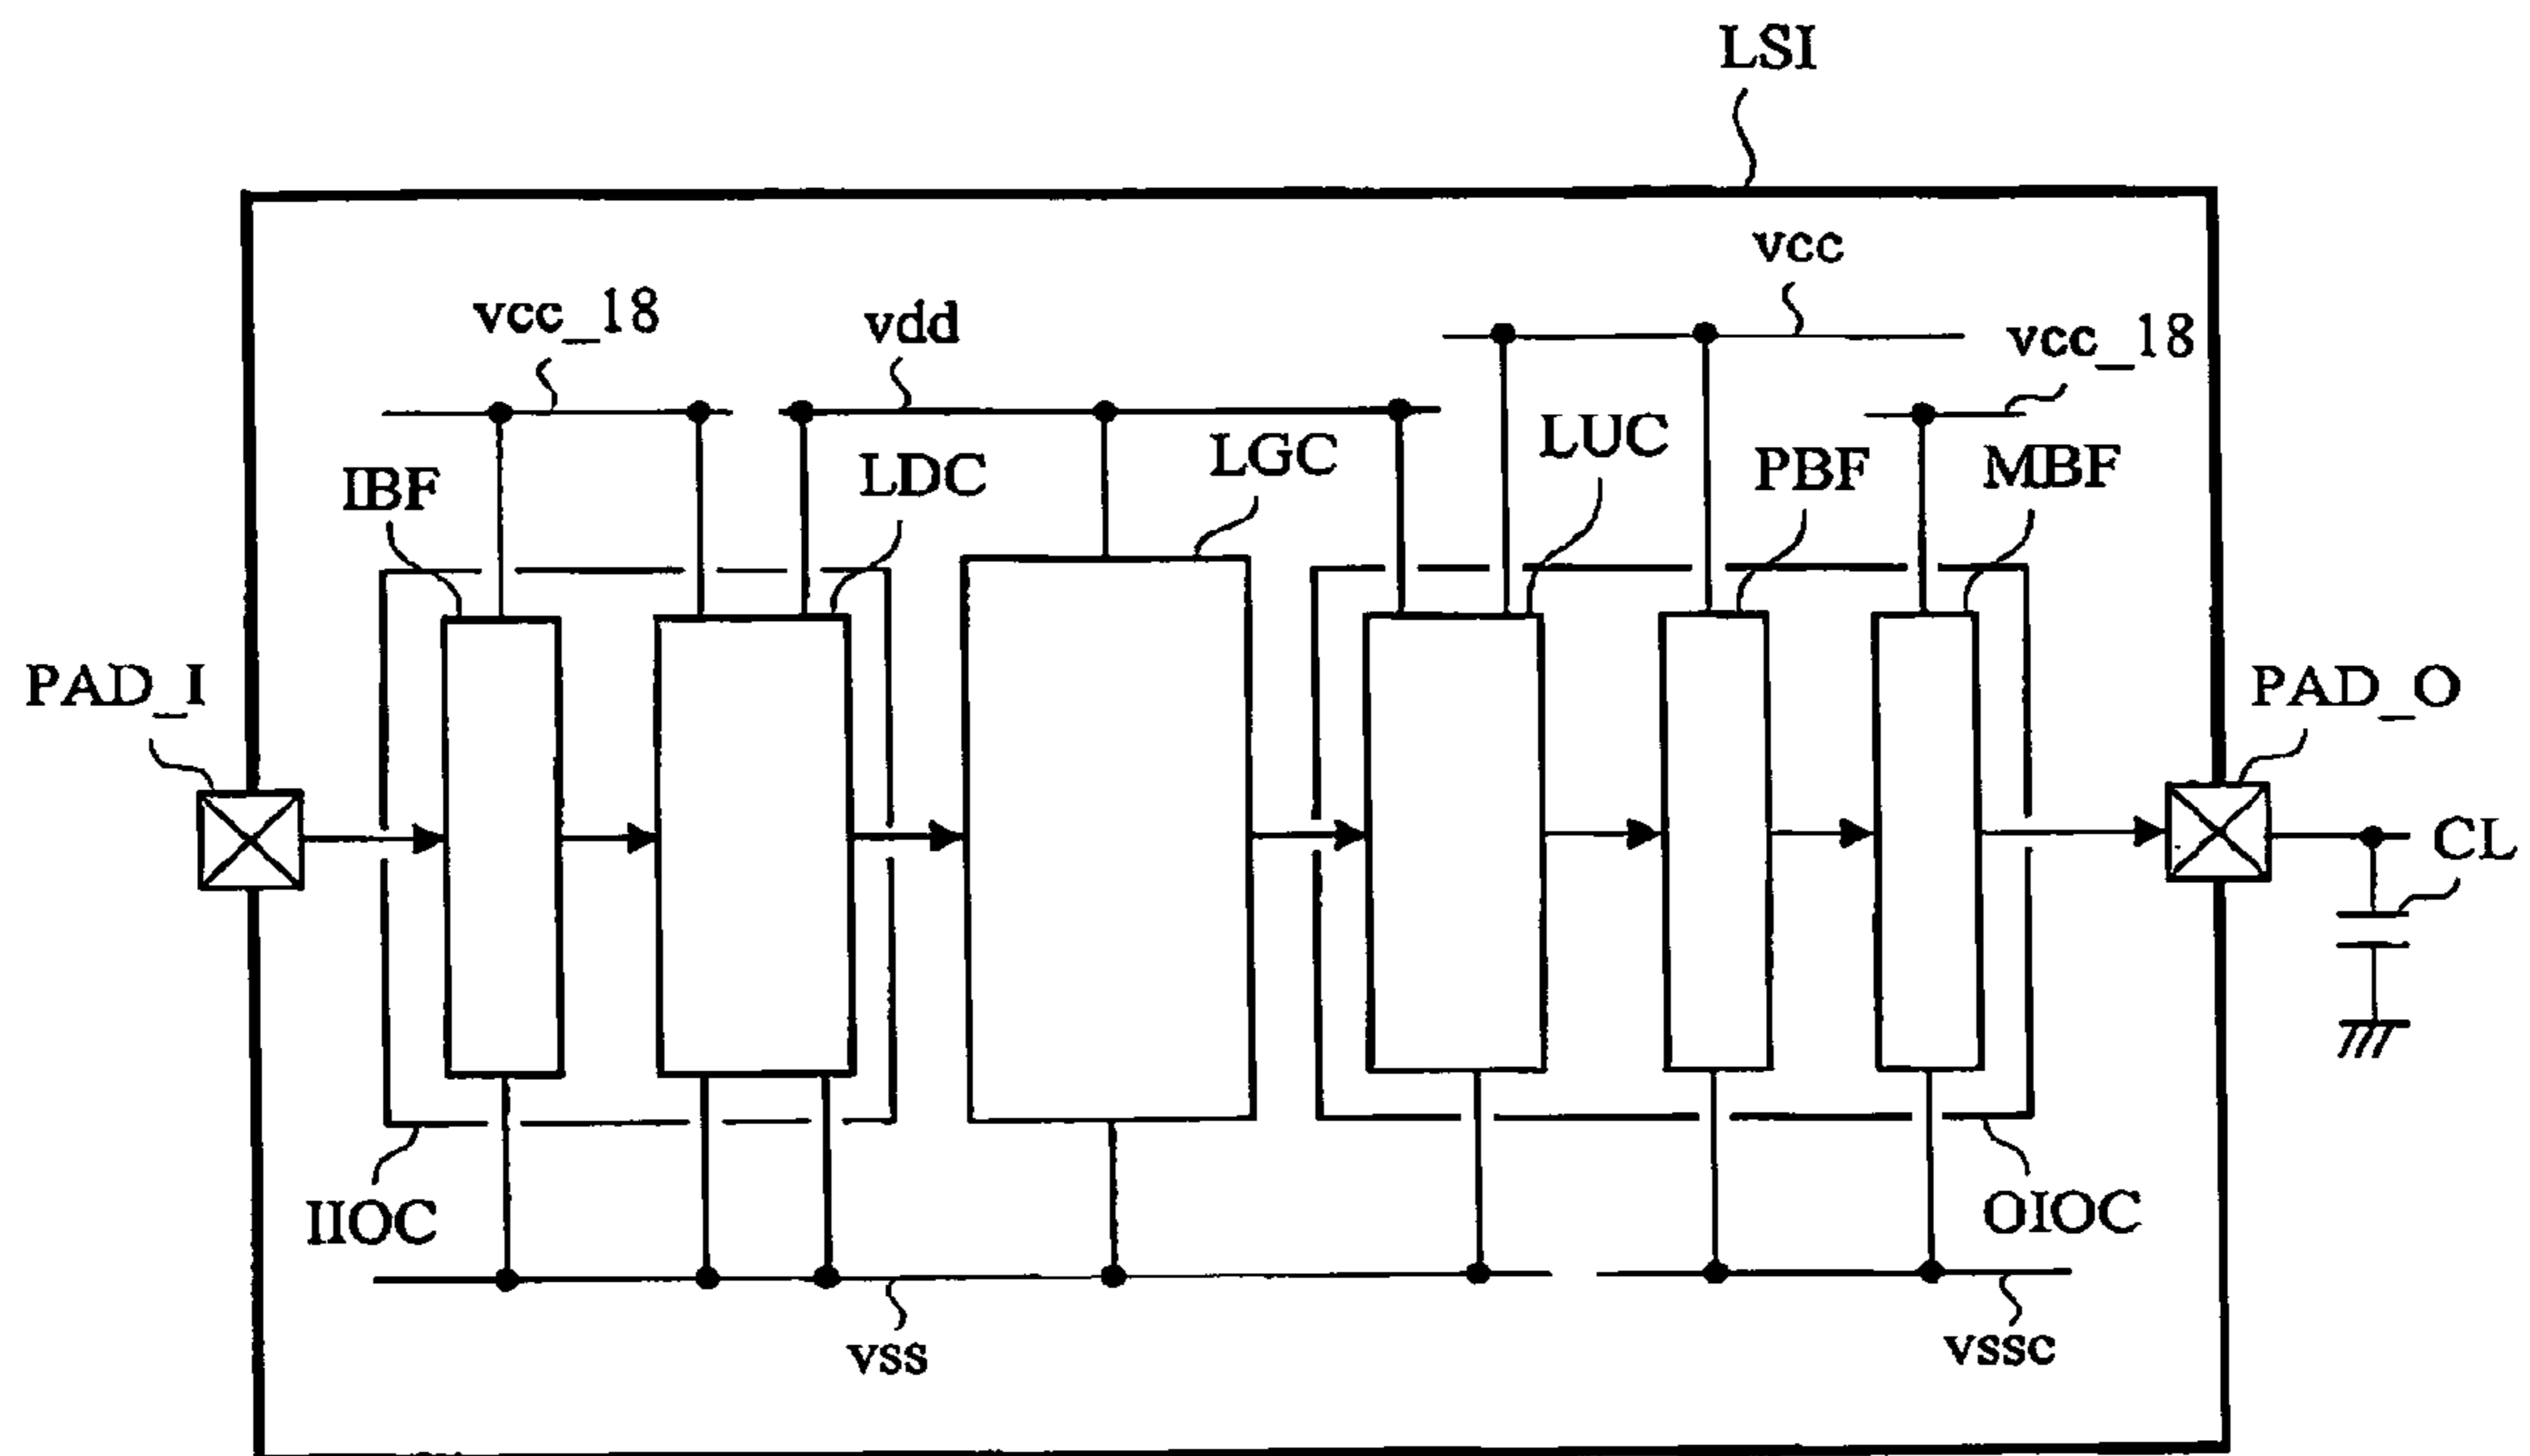 LSI
vcc
vcc_18
vdd
vcc_18
IBF
LDC
LGC
LUC
PBF
MBF
PAD_I
PAD_O
CL
IIOC
OIOC
vss
vssc